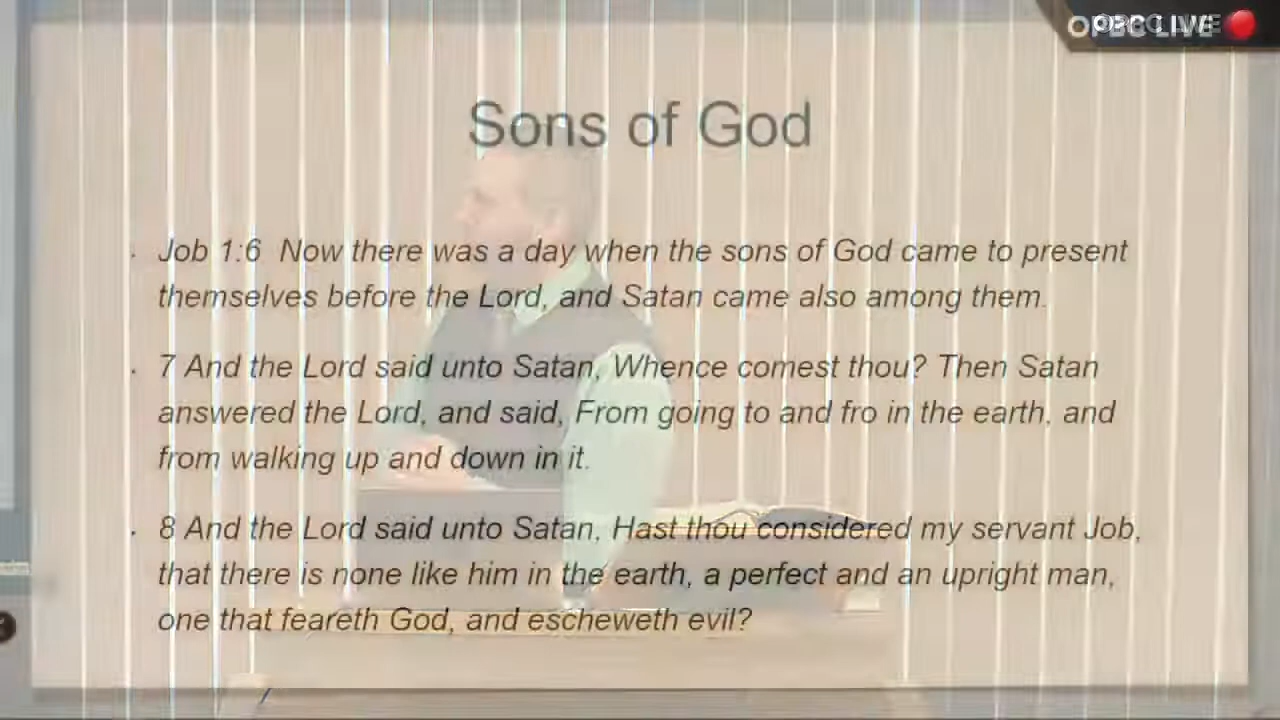 OPBC LIVE
Sons of God
Job 1:6 Now there was a day when the sons of God came to present
themselves before the Lord, and Satan came also among them.
7 And the Lord said unto Satan, Whence comest thou? Then Satan
answered the Lord, and said, From going to and fro in the earth, and
from walking up and down in it.
8 And the Lord said unto Satan, Hast thou considered my servant Job,
that there is none like him in the earth, a perfect and an upright man,
one that feareth God, and escheweth evil?